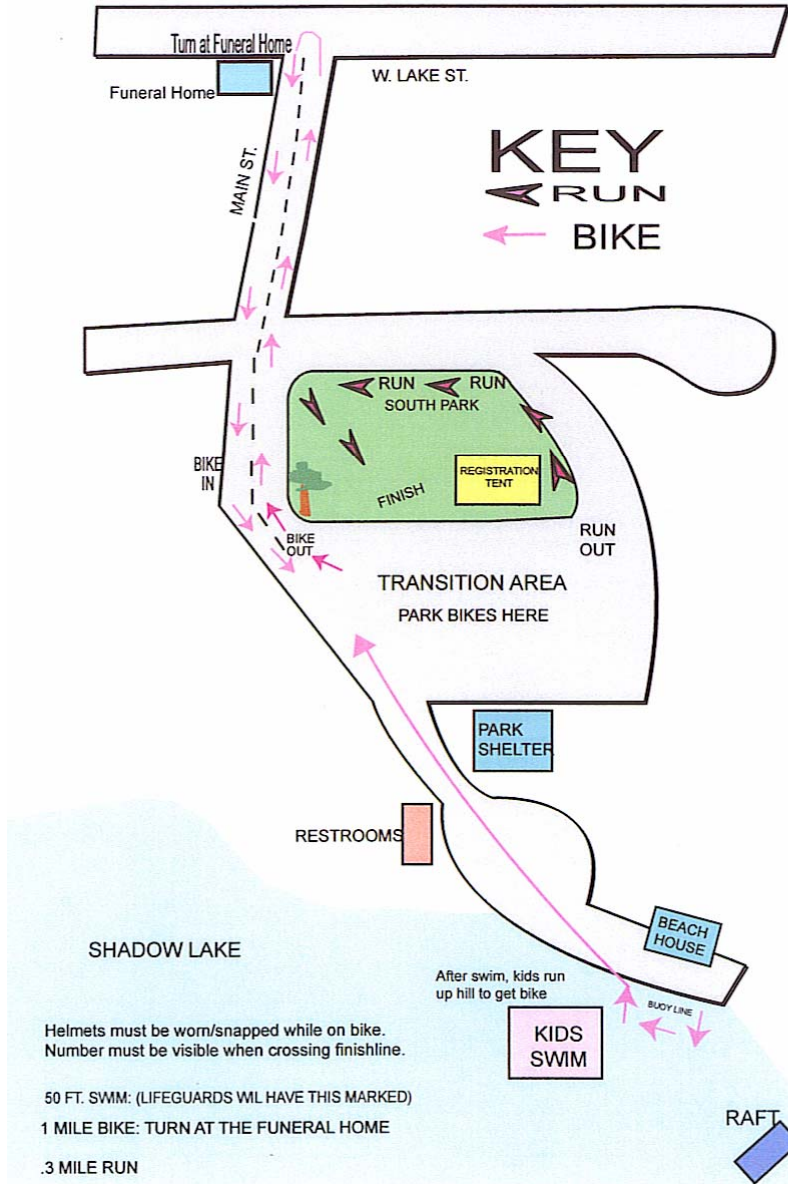 Turn at Funeral Home
W. LAKE ST.
Funeral Home
KEY
RUN
BIKE
MAIN ST.
RUN RUN
SOUTH PARK
BIKE
IN
REGISTRATION
TENT
FINISH
BIKE
OUT
RUN
OUT
TRANSITION AREA
PARK BIKES HERE
PARK
SHELTER
RESTROOMS
BEACH
HOUSE
SHADOW LAKE
After swim, kids run
up hill to get bike
BUOY LINE
KIDS
SWIM
Helmets must be worn/snapped while on bike.
Number must be visible when crossing finishline.
50 FT. SWIM: (LIFEGUARDS WIL HAVE THIS MARKED)
RAFT
1 MILE BIKE: TURN AT THE FUNERAL HOME
.3 MILE RUN